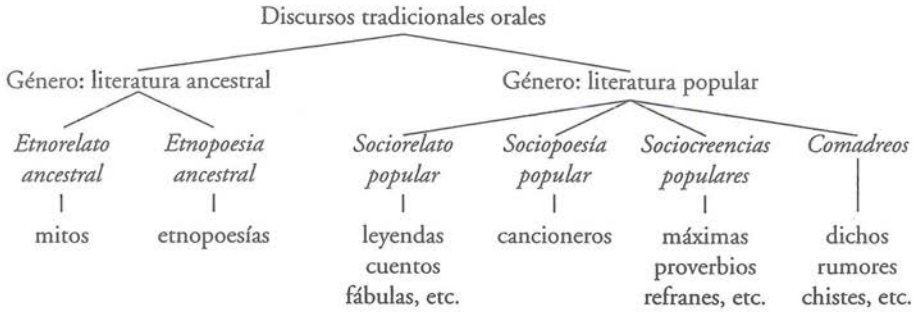 Discursos tradicionales orales
Género: literatura ancestral
Género: literatura popular
Etnorelato ancestral
Etnopoesia ancestral
Sociorelato popular
Sociopoesía popular
Sociocreencias populares
Comadreos
mitos
etnopoesías
leyendas
cuentos
fábulas, etc.
cancioneros
máximas
proverbios
refranes, etc.
dichos
rumores
chistes, etc.